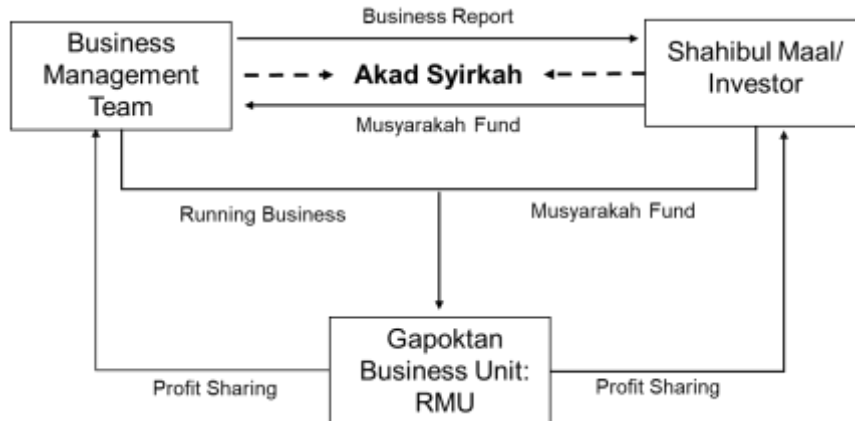 Business Report
Business
Management
Team
Akad Syirkah
Shahibul Maal/
Investor
Musyarakah Fund
Running Business
Musyarakah Fund
Gapoktan
Business Unit:
RMU
Profit Sharing
Profit Sharing